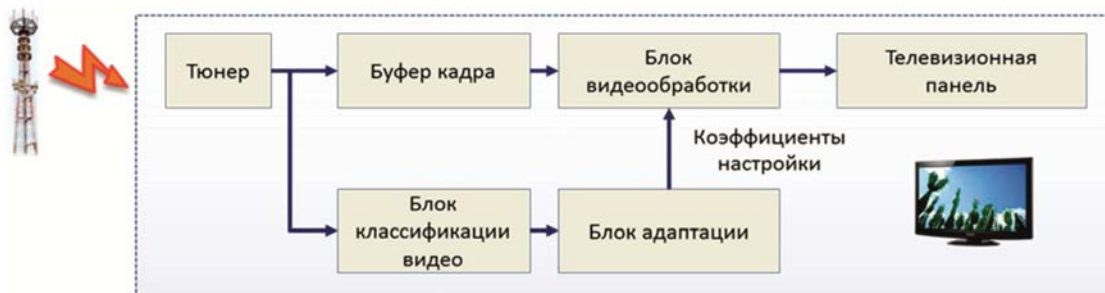 Тюнер
Буфер кадра
Блок
видеообработки
Телевизионная
панель
Коэффициенты
настройки
Блок
классификации
видео
Блок адаптации